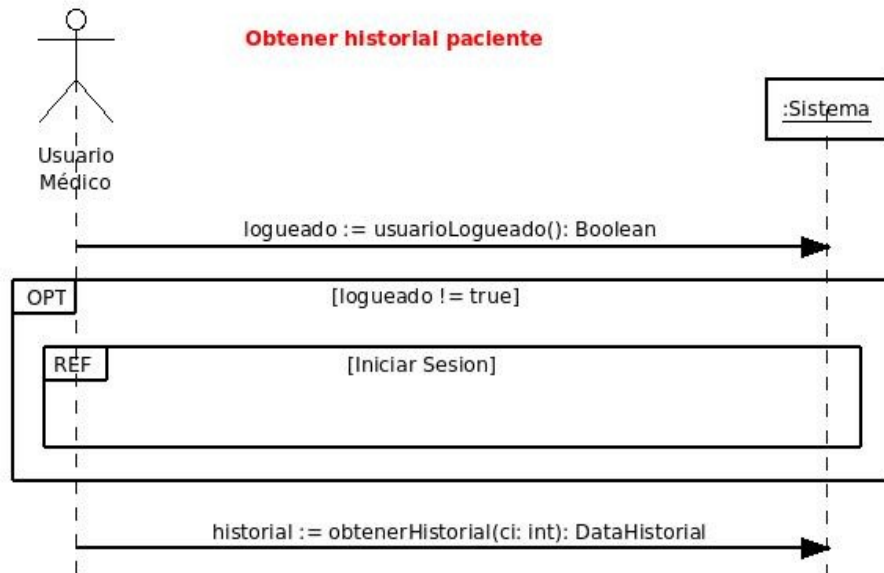 Obtener historial paciente
:Sistema
Usuario
Médico
logueado := usuarioLogueado(): Boolean
OPT
[logueado != true]
REF
[Iniciar Sesion]
historial := obtenerHistorial(ci: int): DataHistorial